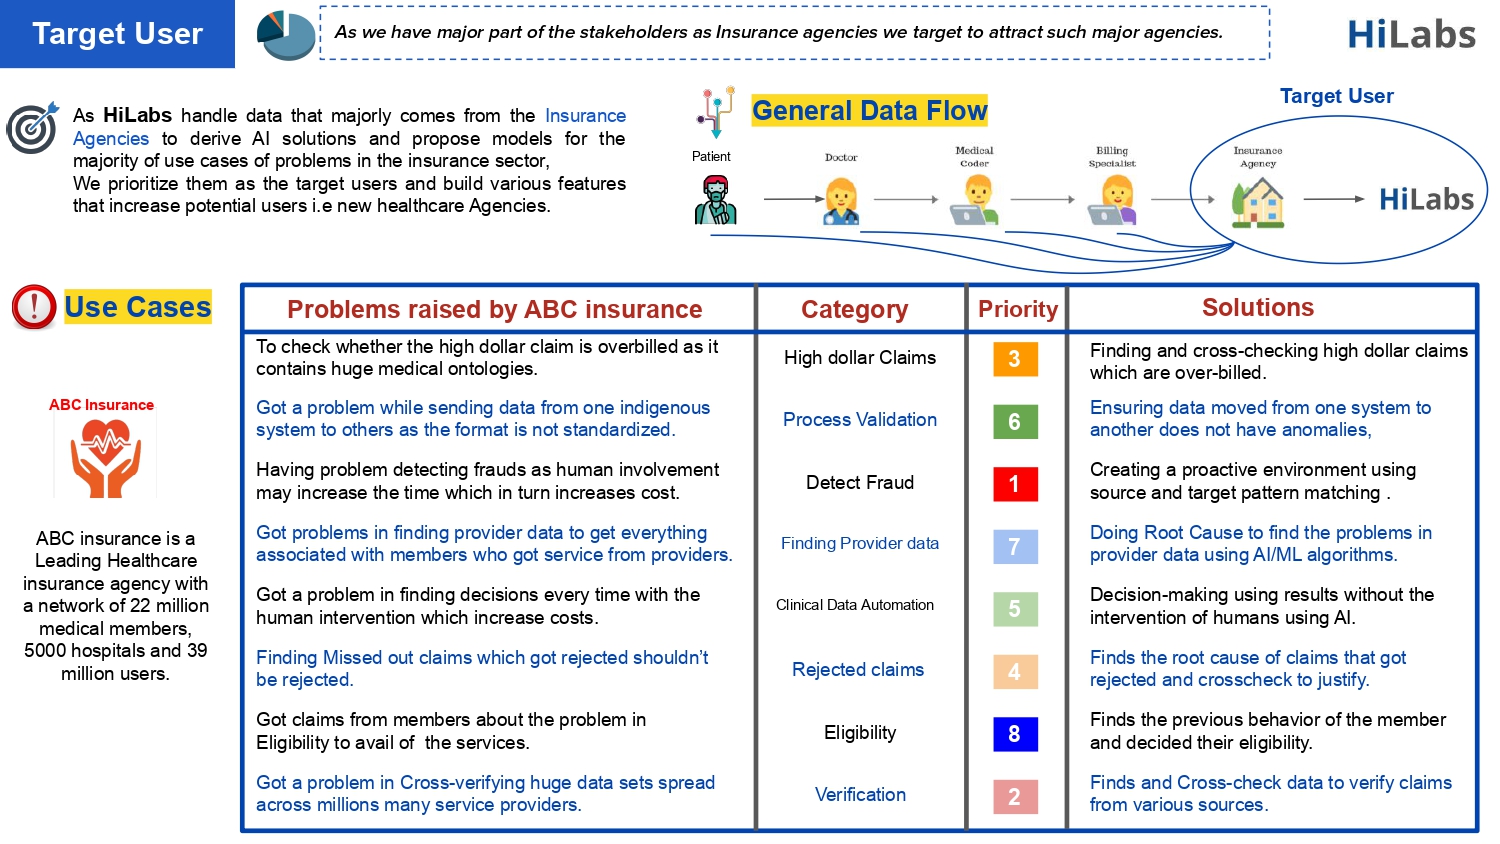 Target User
As we have major part of the stakeholders as Insurance agencies we target to attract such major agencies.
HiLabs
As HiLabs handle data that majorly comes from the Insurance
Agencies to derive AI solutions and propose models for the
majority of use cases of problems in the insurance sector,
We prioritize them as the target users and build various features
that increase potential users i.e new healthcare Agencies.
General Data Flow
Target User
Patient
Doctor
Medical
Coder
Billing
Specialist
Insurance
Agency
HiLabs
Use Cases
ABC Insurance
ABC insurance is a
Leading Healthcare
insurance agency with
a network of 22 million
medical members,
5000 hospitals and 39
million users.
Problems raised by ABC insurance
Category
Priority
Solutions
To check whether the high dollar claim is overbilled as it
contains huge medical ontologies.
High dollar Claims
3
Finding and cross-checking high dollar claims
which are over-billed.
Got a problem while sending data from one indigenous
system to others as the format is not standardized.
Process Validation
6
Ensuring data moved from one system to
another does not have anomalies,
Having problem detecting frauds as human involvement
may increase the time which in turn increases cost.
Detect Fraud
1
Creating a proactive environment using
source and target pattern matching .
Got problems in finding provider data to get everything
associated with members who got service from providers.
Finding Provider data
7
Doing Root Cause to find the problems in
provider data using AI/ML algorithms.
Got a problem in finding decisions every time with the
human intervention which increase costs.
Clinical Data Automation
5
Decision-making using results without the
intervention of humans using AI.
Finding Missed out claims which got rejected shouldn't
be rejected.
Rejected claims
4
Finds the root cause of claims that got
rejected and crosscheck to justify.
Got claims from members about the problem in
Eligibility to avail of  the services.
Eligibility
8
Finds the previous behavior of the member
and decided their eligibility.
Got a problem in Cross-verifying huge data sets spread
across millions many service providers.
Verification
2
Finds and Cross-check data to verify claims
from various sources.